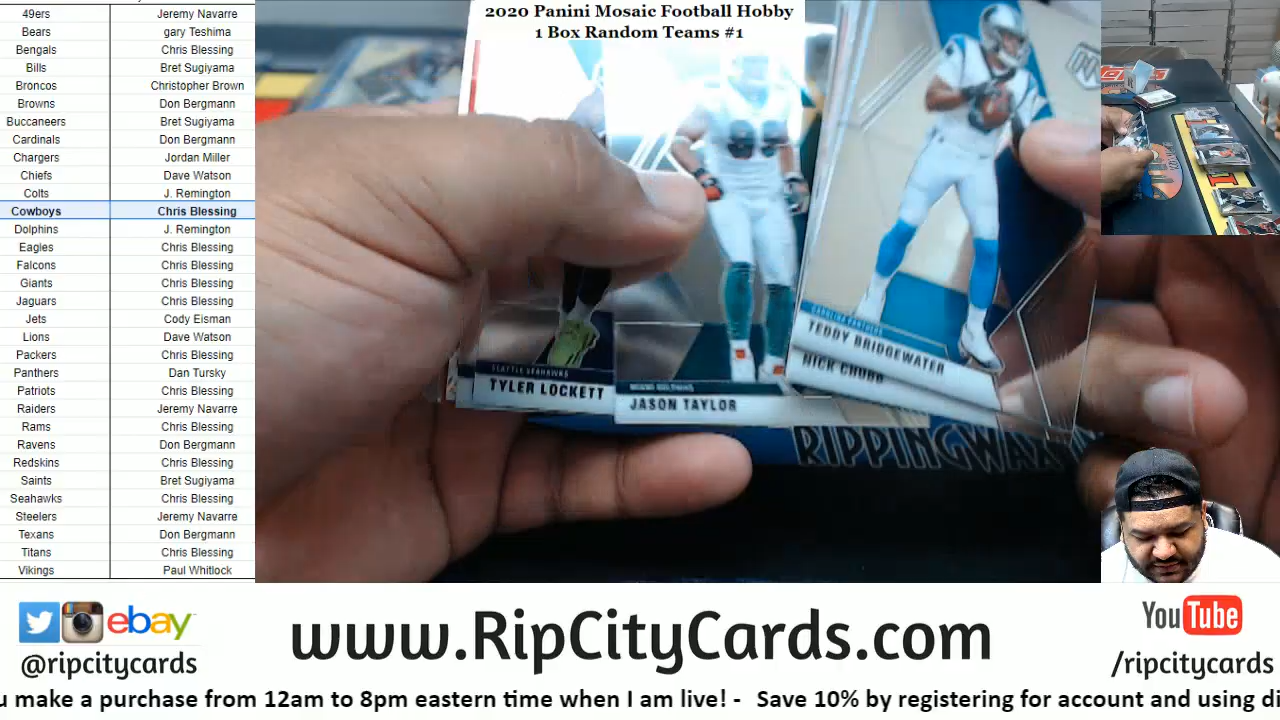 2020 Panini Mosaic Football Hobby
1 Box Random Teams #1
49ers Jeremy Navarre
Bears gary Teshima
Bengals Chris Blessing
Bills Bret Sugiyama
Broncos Christopher Brown
Browns Don Bergmann
Buccaneers Bret Sugiyama
Cardinals Don Bergmann
Chargers Jordan Miller
Chiefs Dave Watson
Colts J. Remington
Cowboys Chris Blessing
Dolphins J. Remington
Eagles Chris Blessing
Falcons Chris Blessing
Giants Chris Blessing
Jaguars Chris Blessing
Jets Cody Eisman
Lions Dave Watson
Packers Chris Blessing
Panthers Dan Tursky
Patriots Chris Blessing
Raiders Jeremy Navarre
Rams Chris Blessing
Ravens Don Bergmann
Redskins Chris Blessing
Saints Bret Sugiyama
Seahawks Chris Blessing
Steelers Jeremy Navarre
Texans Don Bergmann
Titans Chris Blessing
Vikings Paul Whitlock
SEATTLE SEAHAWKS
TYLER LOCKETT
MIAMI DOLPHINS
JASON TAYLOR
CAROLINA PANTHERS
TEDDY BRIDGEWATER
NICK CHUBB
RIPPINGWAX
ebay
@ripcitycards
www.RipCityCards.com
YouTube
/ripcitycards
u make a purchase from 12am to 8pm eastern time when I am live! - Save 10% by registering for account and using di